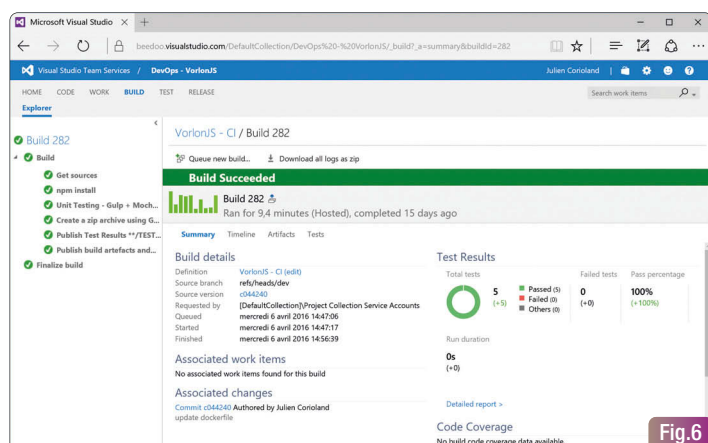 Microsoft Visual Studio
beedoo.visualstudio.com/DefaultCollection/DevOps%20-%20VorlonJS/_build?_a=summary&buildId=282
Visual Studio Team Services / DevOps - VorlonJS
Julien Corioland
HOME CODE WORK BUILD TEST RELEASE
Search work items
Explorer
Build 282
Build
Get sources
npm install
Unit Testing - Gulp + Moch...
Create a zip archive using G...
Publish Test Results **/TEST...
Publish build artefacts and...
Finalize build
VorlonJS - CI / Build 282
Queue new build... Download all logs as zip
Build Succeeded
Build 282
Ran for 9,4 minutes (Hosted), completed 15 days ago
Summary Timeline Artifacts Tests
Build details
Definition VorlonJS - CI (edit)
Source branch refs/heads/dev
Source version c044240
Requested by [DefaultCollection]\Project Collection Service Accounts
Queued mercredi 6 avril 2016 14:47:06
Started mercredi 6 avril 2016 14:47:17
Finished mercredi 6 avril 2016 14:56:39
Associated work items
No associated work items found for this build
Associated changes
Commit c044240 Authored by Julien Corioland
update dockerfile
Test Results
Total tests
5
(+5)
Passed (5)
Failed (0)
Others (0)
Failed tests
0
(+0)
Pass percentage
100%
(+100%)
Run duration
0s
(+0)
Detailed report >
Code Coverage
No build code coverage data available
Fig.6